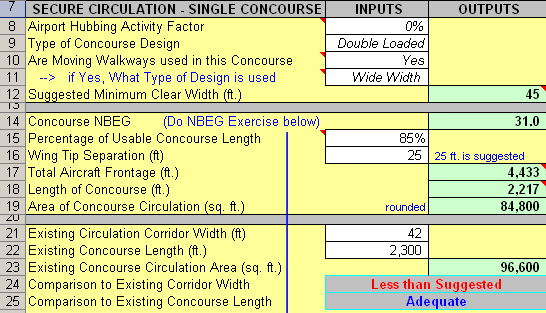 7 SECURE CIRCULATION - SINGLE CONCOURSE INPUTS OUTPUTS
8 Airport Hubbing Activity Factor 0%
9 Type of Concourse Design Double Loaded
10 Are Moving Walkways used in this Concourse Yes
11 --> if Yes, What Type of Design is used Wide Width
12 Suggested Minimum Clear Width (ft.) 45
13
14 Concourse NBEG (Do NBEG Exercise below) 31.0
15 Percentage of Usable Concourse Length 85%
16 Wing Tip Separation (ft) 25 25 ft. is suggested
17 Total Aircraft Frontage (ft.) 4,433
18 Length of Concourse (ft.) 2,217
19 Area of Concourse Circulation (sq. ft.) rounded 84,800
20
21 Existing Circulation Corridor Width (ft) 42
22 Existing Concourse Length (ft.) 2,300
23 Existing Concourse Circulation Area (sq. ft.) 96,600
24 Comparison to Existing Corridor Width Less than Suggested
25 Comparison to Existing Concourse Length Adequate